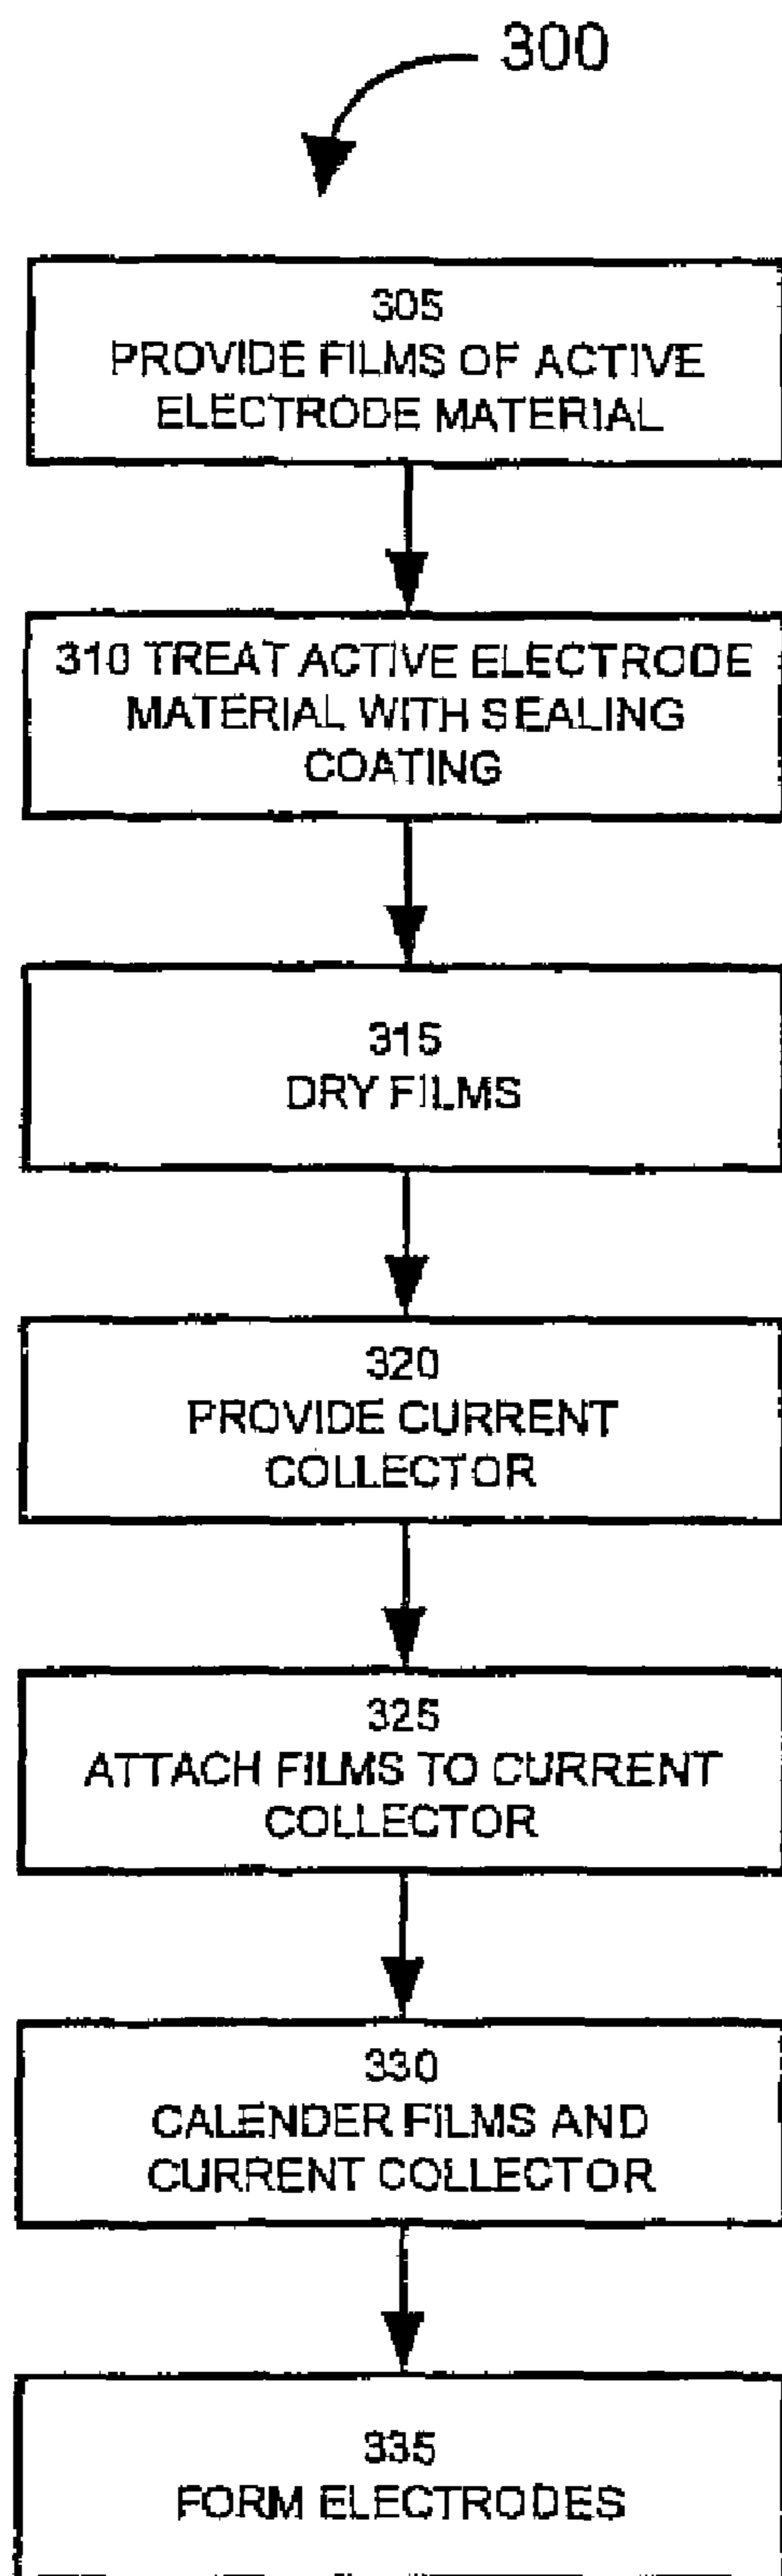 300
305
PROVIDE FILMS OF ACTIVE
ELECTRODE MATERIAL
310 TREAT ACTIVE ELECTRODE
MATERIAL WITH SEALING
COATING
315
DRY FILMS
320
PROVIDE CURRENT
COLLECTOR
325
ATTACH FILMS TO CURRENT
COLLECTOR
330
CALENDER FILMS AND
CURRENT COLLECTOR
335
FORM ELECTRODES